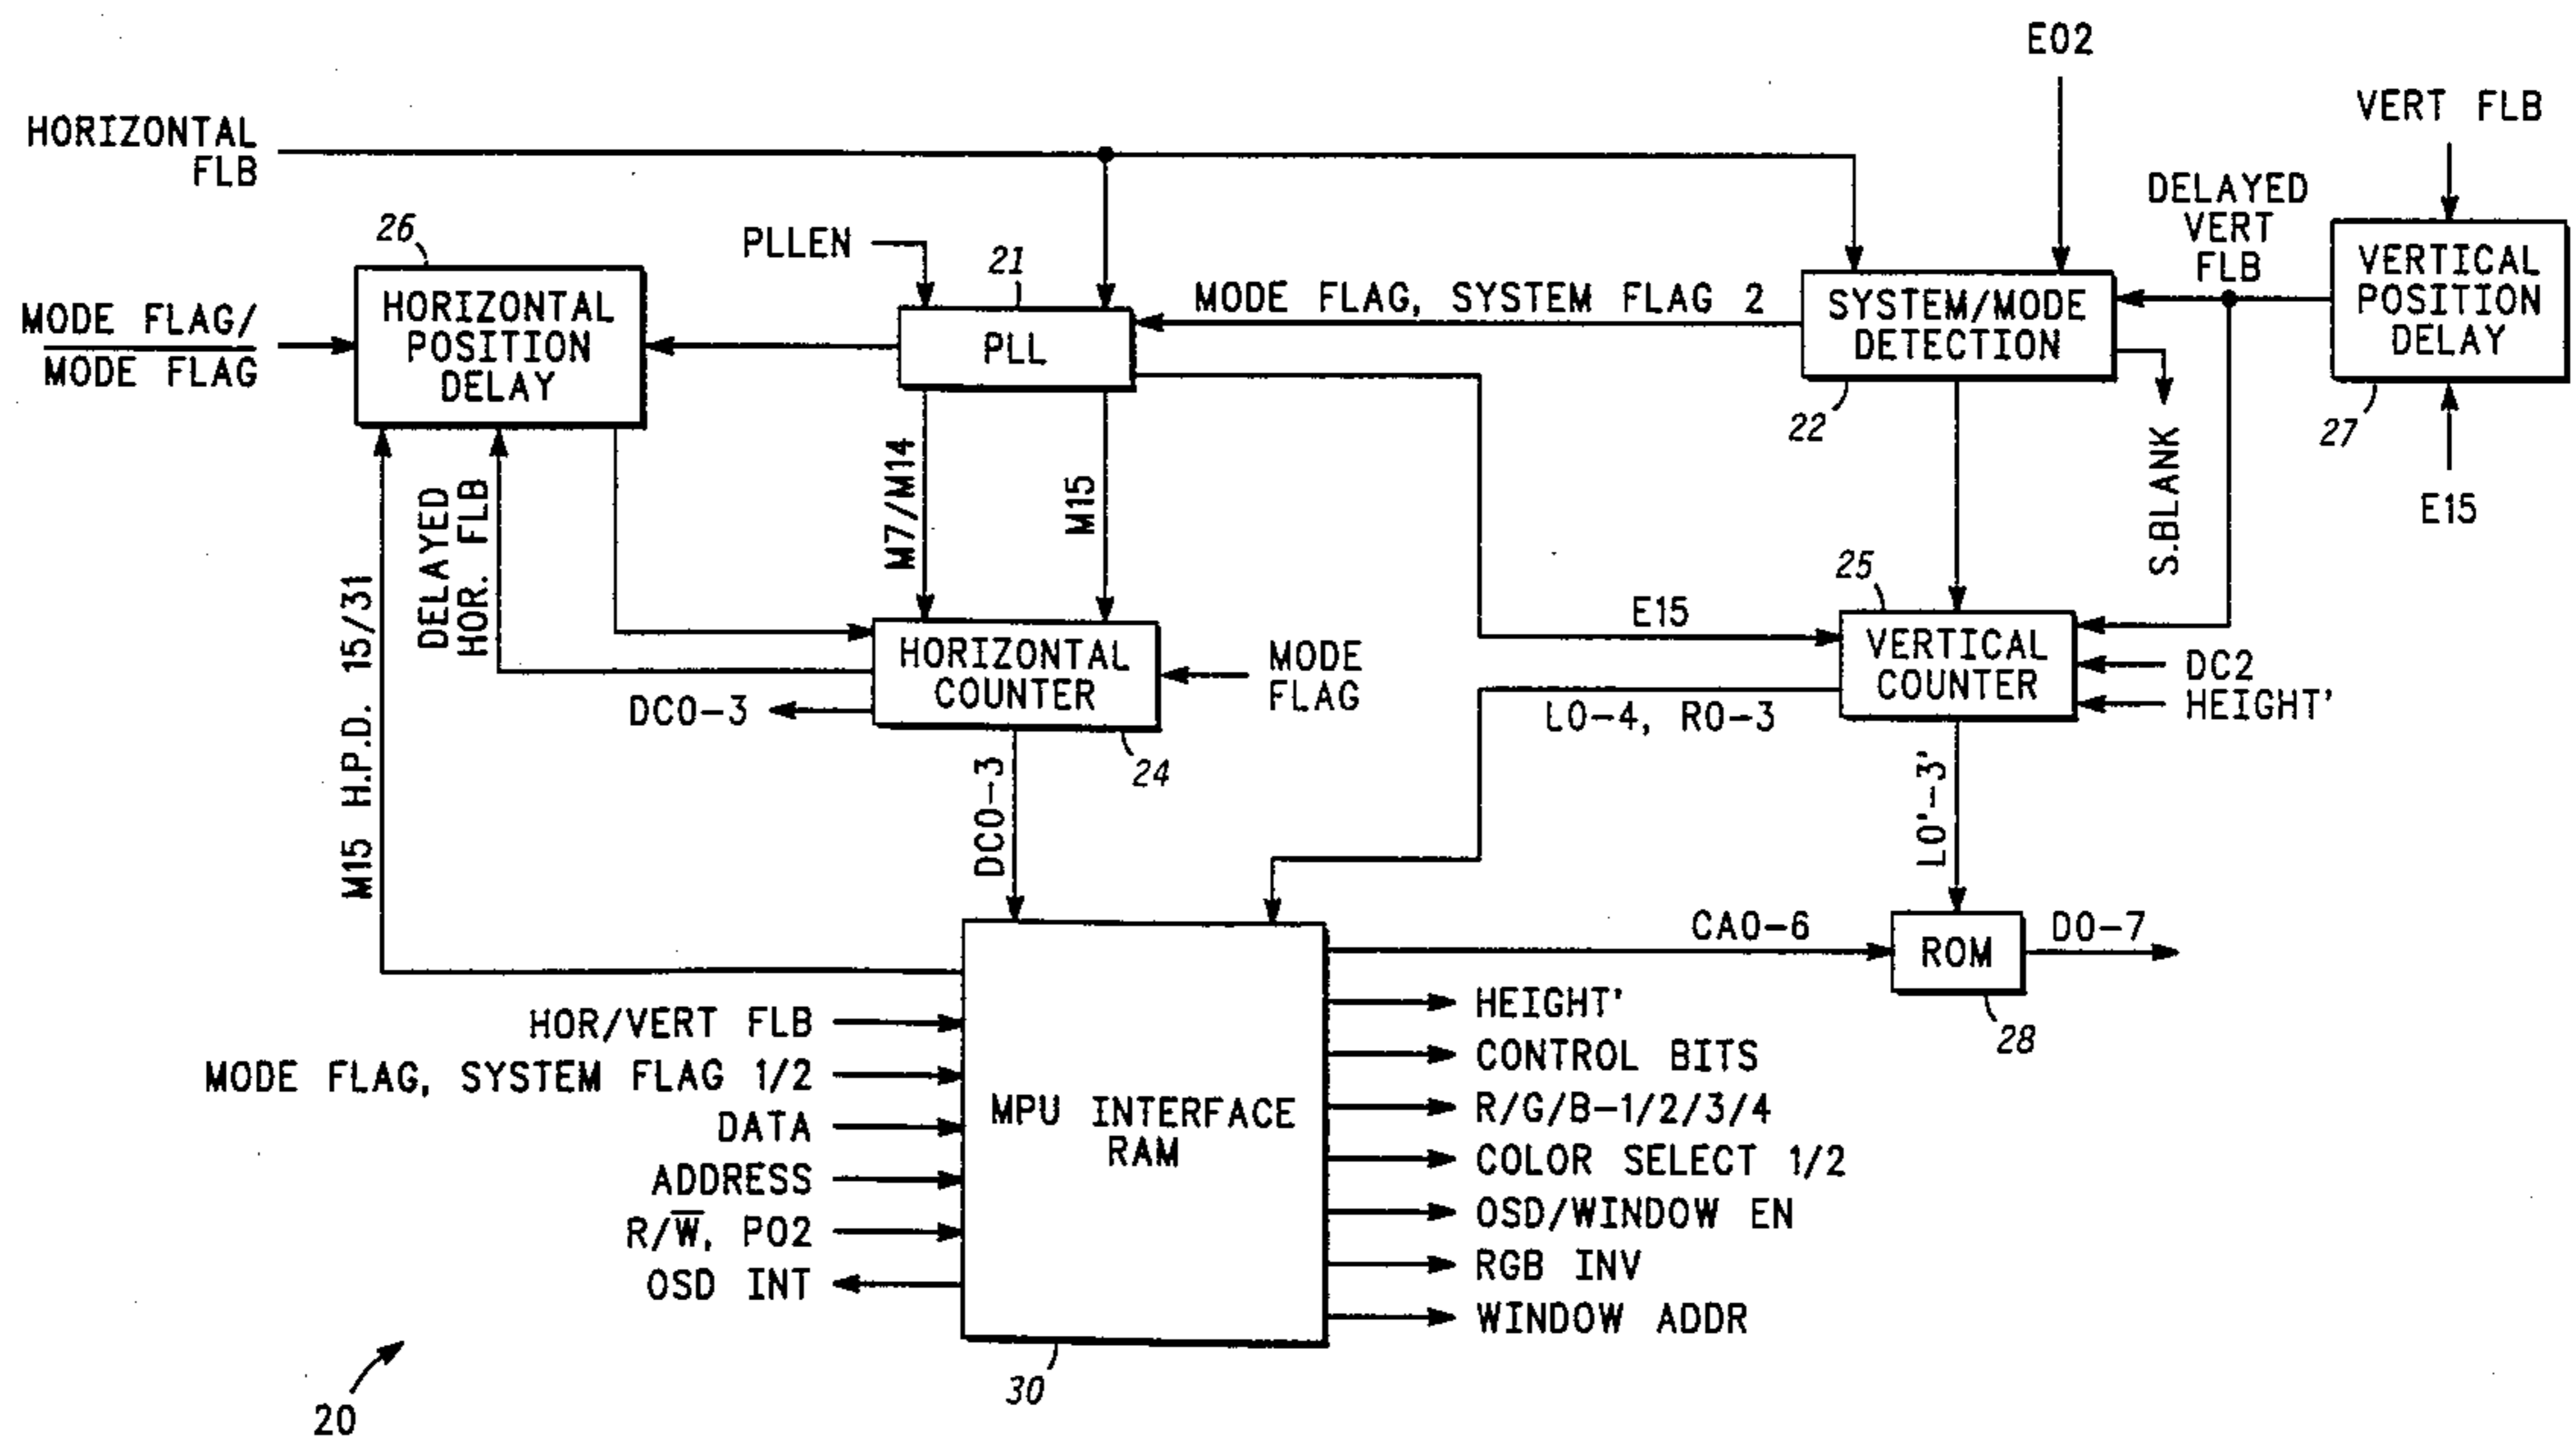 E02
VERT FLB
HORIZONTAL
FLB
DELAYED
VERT
FLB
26
PLLEN
21
MODE FLAG/
MODE FLAG
HORIZONTAL
POSITION
DELAY
PLL
MODE FLAG, SYSTEM FLAG 2
SYSTEM/MODE
DETECTION
VERTICAL
POSITION
DELAY
22
27
E15
S.BLANK
M7/M14
M15
DELAYED
HOR. FLB
M15 H.P.D. 15/31
25
E15
HORIZONTAL
COUNTER
MODE
FLAG
VERTICAL
COUNTER
DC2
HEIGHT'
DC0-3
L0-4, R0-3
24
DC0-3
L0'-3'
CA0-6
ROM
D0-7
28
HOR/VERT FLB
MODE FLAG, SYSTEM FLAG 1/2
DATA
ADDRESS
R/W, P02
OSD INT
MPU INTERFACE
RAM
HEIGHT'
CONTROL BITS
R/G/B-1/2/3/4
COLOR SELECT 1/2
OSD/WINDOW EN
RGB INV
WINDOW ADDR
30
20